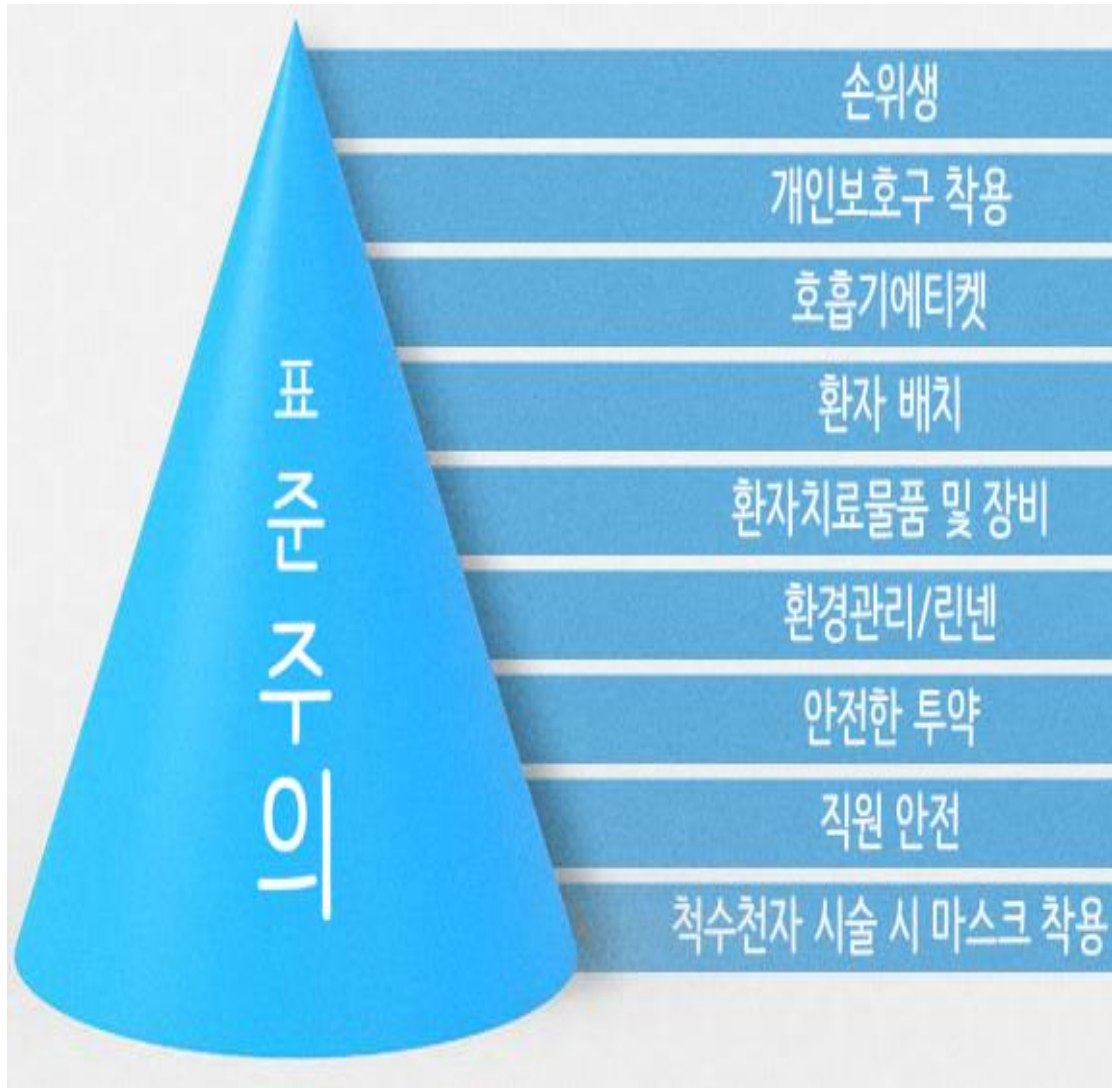 표
준
주
의
손위생
개인보호구 착용
호흡기에티켓
환자 배치
환자치료물품 및 장비
환경관리/린넨
안전한 투약
직원 안전
척수천자 시술 시 마스크 착용